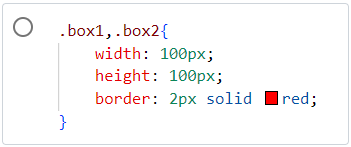 .box1,.box2{
    width: 100px;
    height: 100px;
    border: 2px solid red;
}